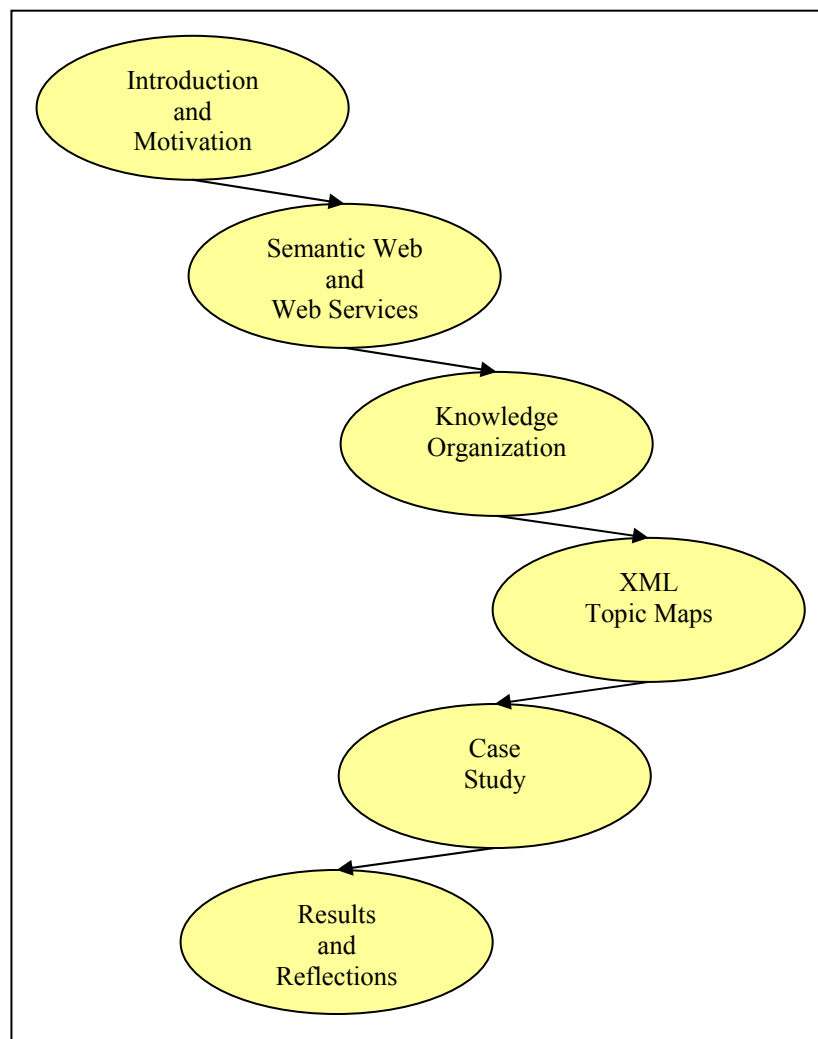 Introduction
and
Motivation
Semantic Web
and
Web Services
Knowledge
Organization
XML
Topic Maps
Case
Study
Results
and
Reflections